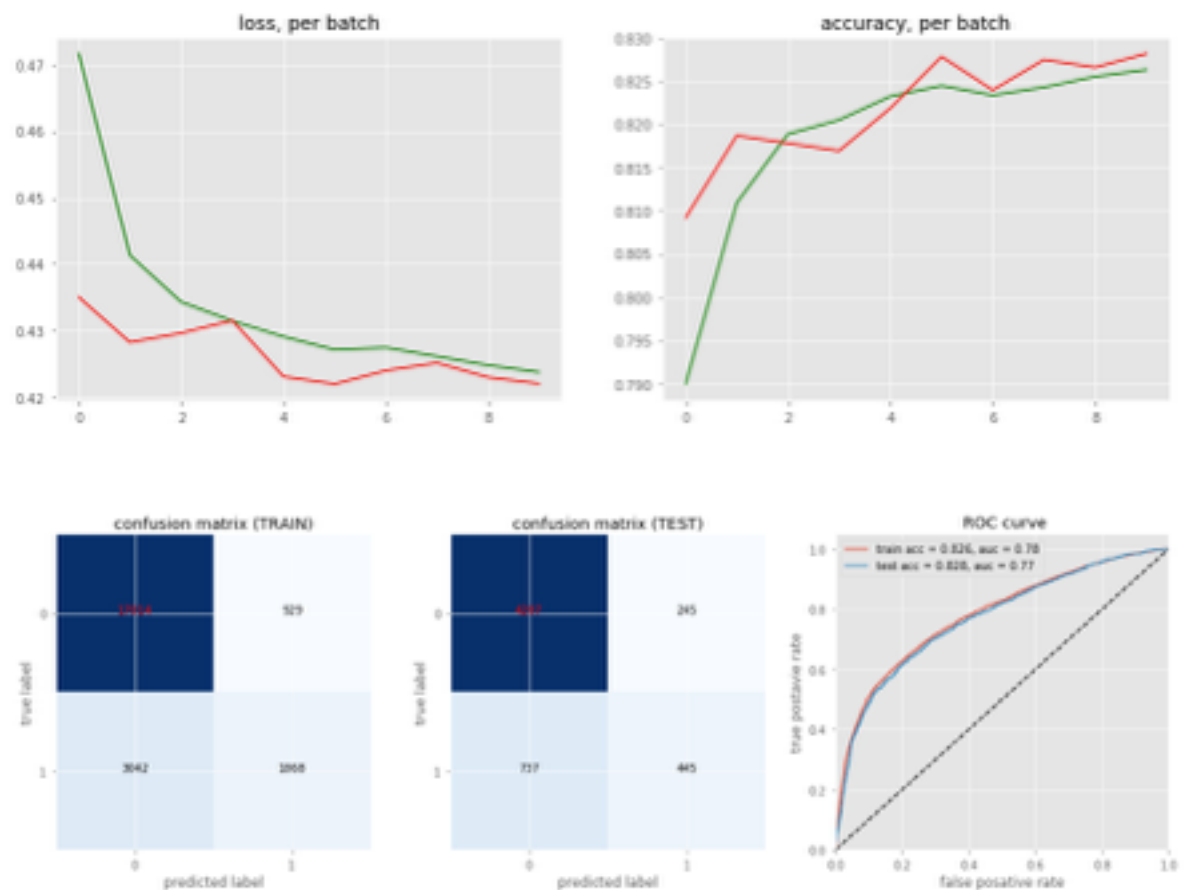 loss, per batch
0.47
0.46
0.45
0.44
0.43
0.42
0 2 4 6 8
accuracy, per batch
0.830
0.825
0.820
0.815
0.810
0.805
0.800
0.795
0.790
0 2 4 6 8
confusion matrix (TRAIN)
true label
0
929
1
3042 1868
0 1
predicted label
confusion matrix (TEST)
true label
0
245
1
737 445
0 1
predicted label
ROC curve
train acc = 0.826, auc = 0.78
test acc = 0.828, auc = 0.77
true postavie rate
1.0
0.8
0.6
0.4
0.2
0.0
0.0 0.2 0.4 0.6 0.8 1.0
false posative rate